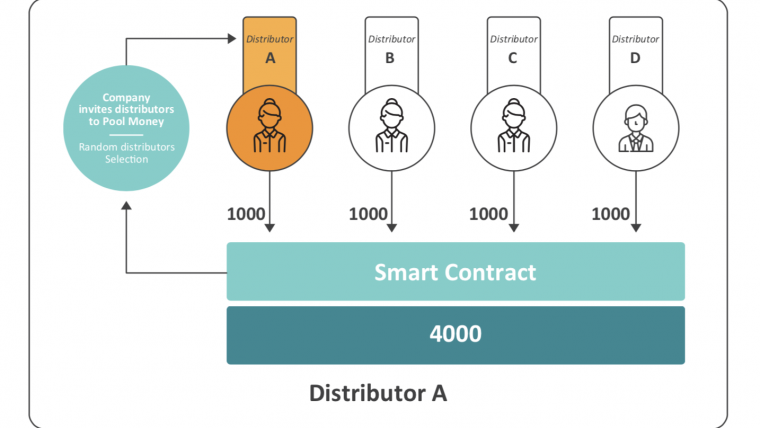 Distributor
A
Distributor
B
Distributor
C
Distributor
D
Company
invites distributors
to Pool Money
Random distributors
Selection
1000
1000
1000
1000
Smart Contract
4000
Distributor A